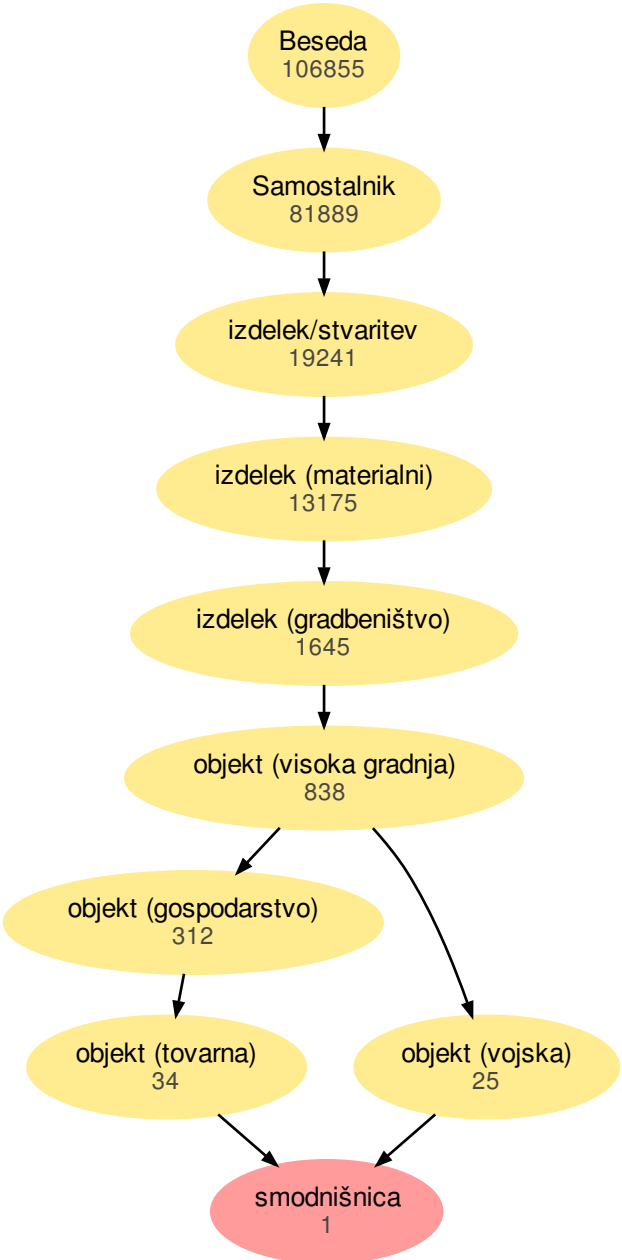 Beseda
106855
Samostalnik
81889
izdelek/stvaritev
19241
izdelek (materialni)
13175
izdelek (gradbeništvo)
1645
objekt (visoka gradnja)
838
objekt (gospodarstvo)
312
objekt (tovarna)
34
objekt (vojska)
25
smodnišnica
1